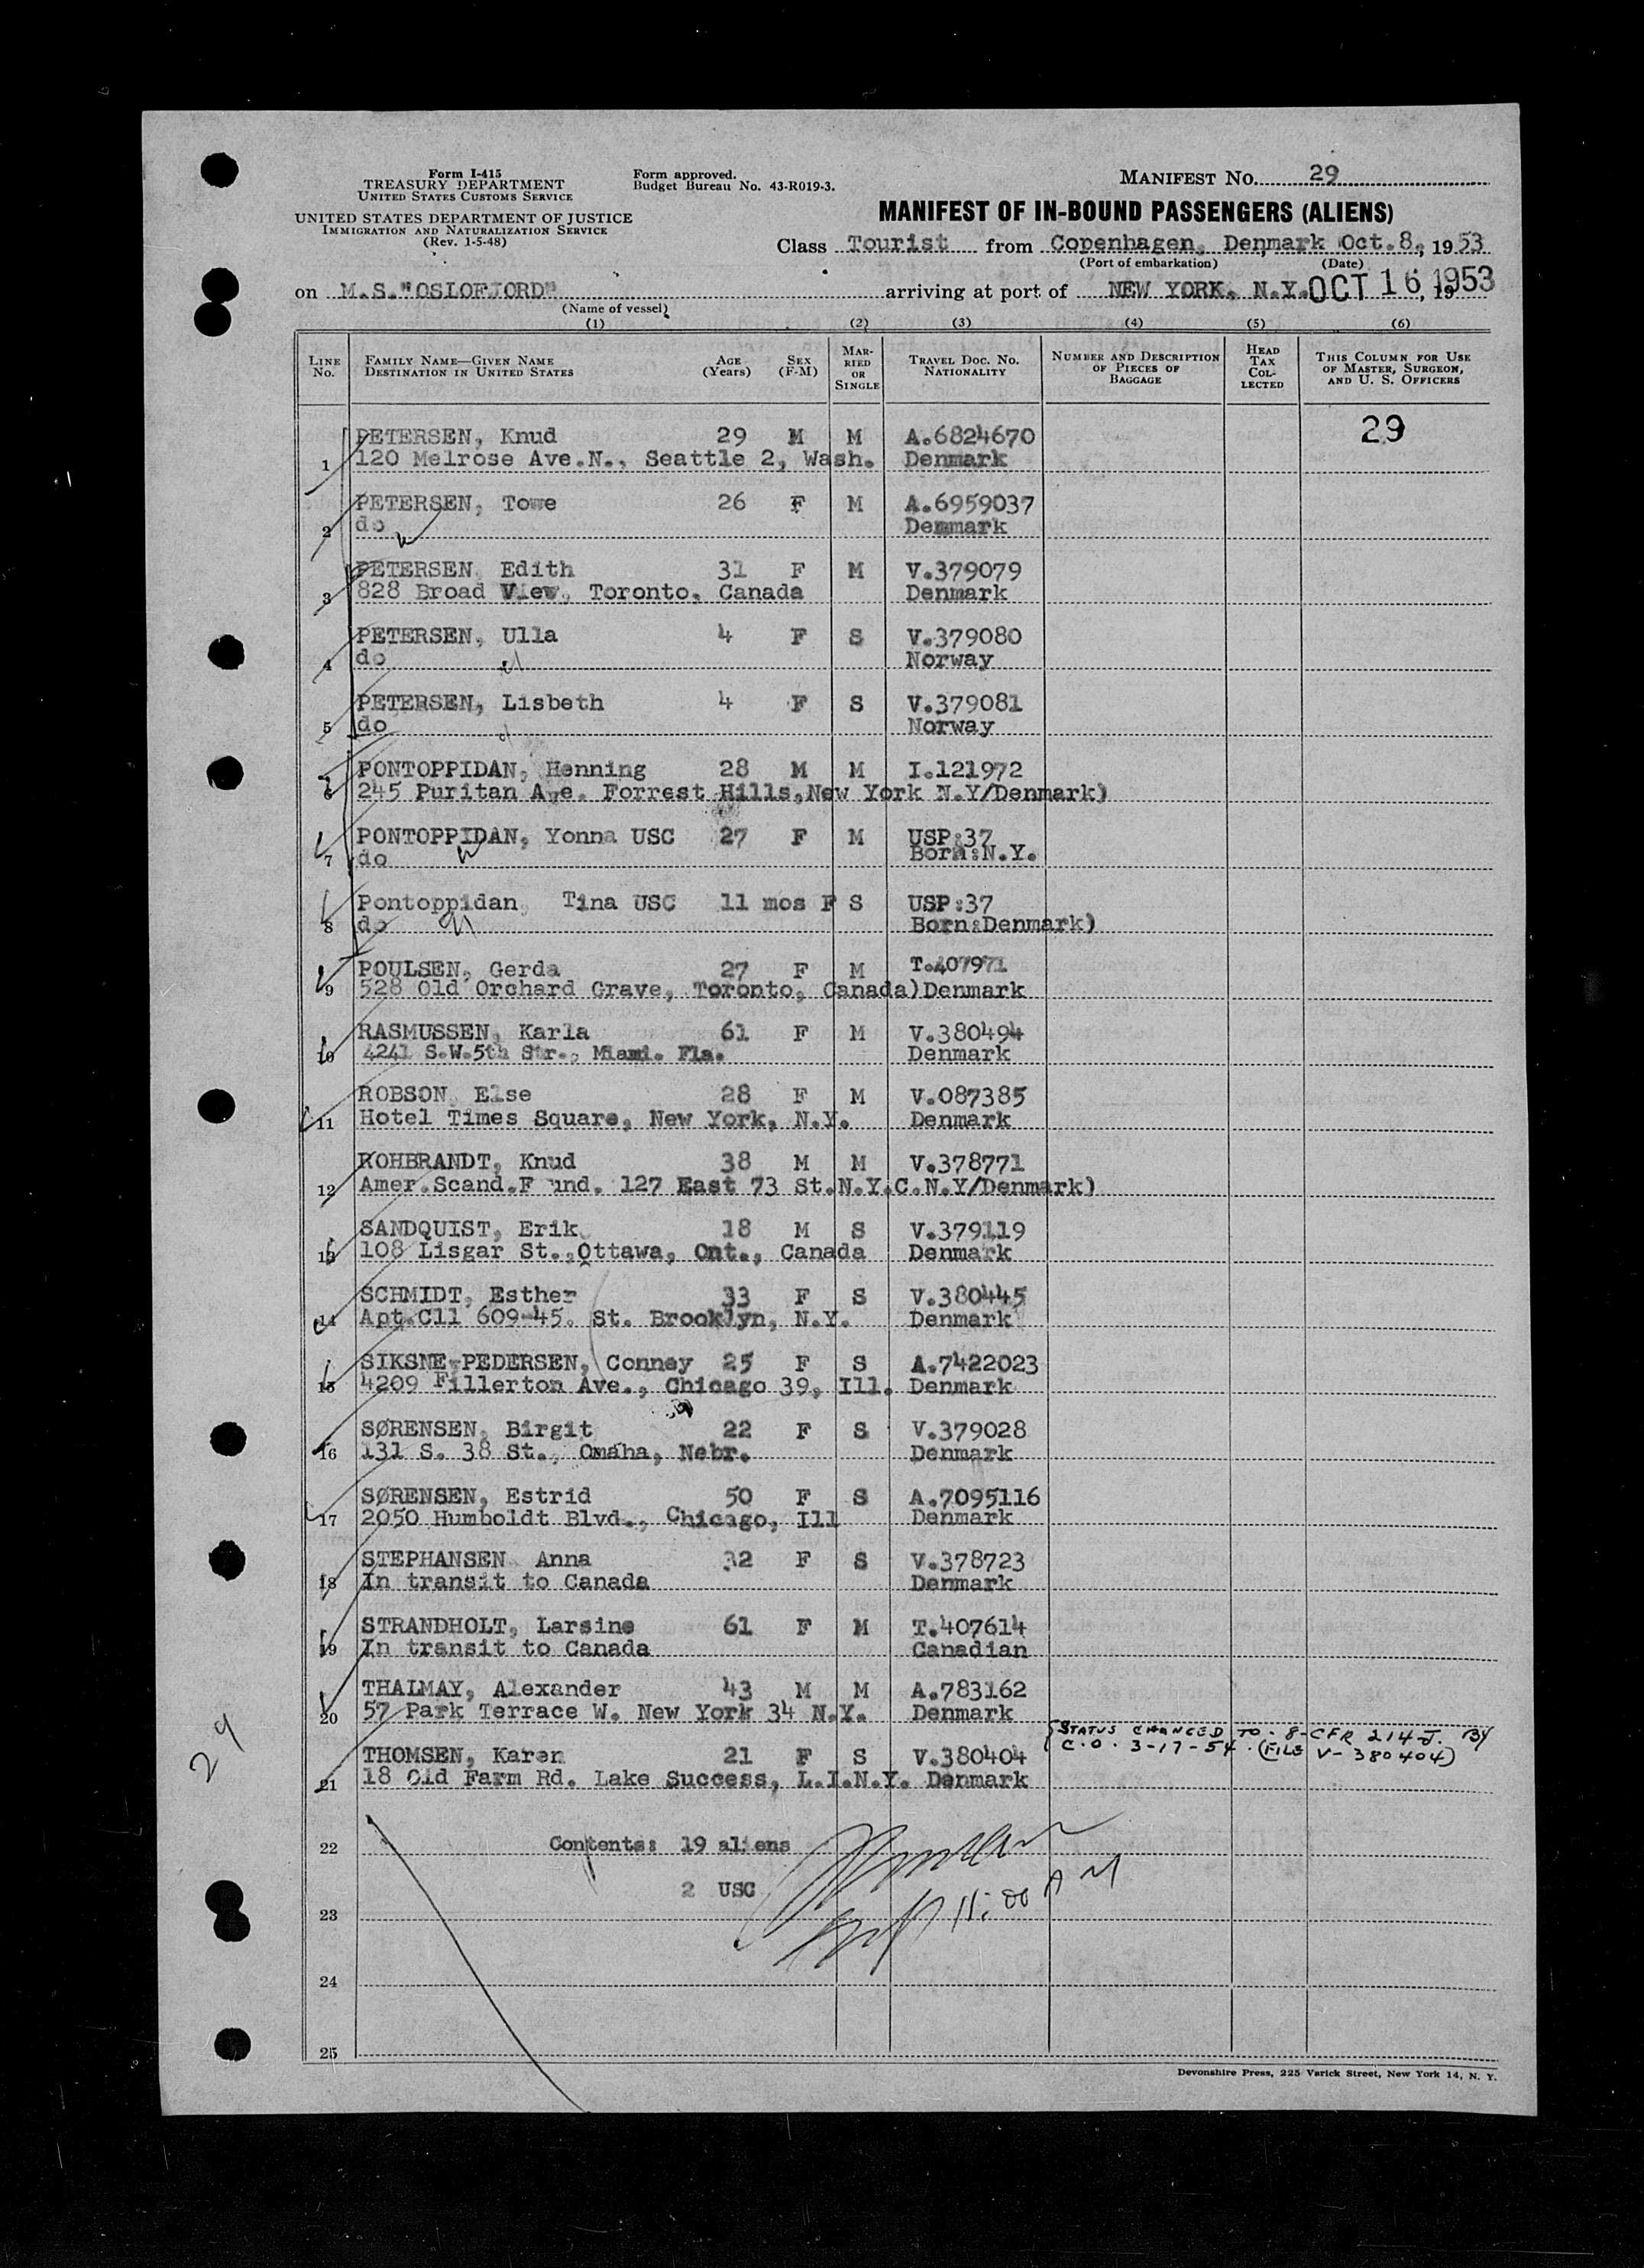 Form I-415
TREASURY DEPARTMENT
UNITED STATES CUSTOMS SERVICE
UNITED STATES DEPARTMENT OF JUSTICE
IMMIGRATION AND NATURALIZATION SERVICE
(Rev. 1-5-48)
Form approved.
Budget Bureau No. 43-R019-3.
MANIFEST NO. 29
MANIFEST OF IN-BOUND PASSENGERS (ALIENS)
Class Tourist from Copenhagen, Denmark Oct.8, 1953
(Port of embarkation) (Date)
on M.S."OSLOFJORD" arriving at port of NEW YORK, N.Y. OCT 16 1953, 19
(Name of vessel)
(1) (2) (3) (4) (5) (6)
LINE NO. FAMILY NAME—GIVEN NAME DESTINATION IN UNITED STATES AGE (Years) SEX (F-M) MARRIED OR SINGLE TRAVEL DOC. NO. NATIONALITY NUMBER AND DESCRIPTION OF PIECES OF BAGGAGE HEAD TAX COLLECTED THIS COLUMN FOR USE OF MASTER, SURGEON, AND U. S. OFFICERS
29
PETERSEN, Knud 29 M M A.6824670
1 120 Melrose Ave.N., Seattle 2, Wash. Denmark
PETERSEN, Towe 26 F M A.6959037
2 do Denmark
PETERSEN, Edith 31 F M V.379079
3 828 Broad View, Toronto, Canada Denmark
PETERSEN, Ulla 4 F S V.379080
4 do Norway
PETERSEN, Lisbeth 4 F S V.379081
5 do Norway
PONTOPPIDAN, Henning 28 M M I.121972
6 245 Puritan Ave. Forrest Hills,New York N.Y/Denmark)
PONTOPPIDAN, Yonna USC 27 F M USP:37
7 do Born:N.Y.
Pontoppidan, Tina USC 11 mos F S USP:37
8 do Born:Denmark)
POULSEN, Gerda 27 F M T.407971
9 528 Old Orchard Grave, Toronto, Canada)Denmark
RASMUSSEN, Karla 61 F M V.380494
10 4241 S.W.5th Str., Miami. Fla. Denmark
ROBSON, Else 28 F M V.087385
11 Hotel Times Square, New York, N.Y. Denmark
ROHBRANDT, Knud 38 M M V.378771
12 Amer.Scand.F und. 127 East 73 St.N.Y.C.N.Y/Denmark)
SANDQUIST, Erik 18 M S V.379119
13 108 Lisgar St.,Ottawa, Ont., Canada Denmark
SCHMIDT, Esther 33 F S V.380445
14 Apt.C11 609-45. St. Brooklyn, N.Y. Denmark
SIKSNE-PEDERSEN, Conney 25 F S A.7422023
15 4209 Fillerton Ave., Chicago 39, Ill. Denmark
SØRENSEN, Birgit 22 F S V.379028
16 131 S. 38 St., Omaha, Nebr. Denmark
SØRENSEN, Estrid 50 F S A.7095116
17 2050 Humboldt Blvd., Chicago, Ill Denmark
STEPHANSEN Anna 32 F S V.378723
18 In transit to Canada Denmark
STRANDHOLT, Larsine 61 F M T.407614
19 In transit to Canada Canadian
THALMAY, Alexander 43 M M A.783162
20 57 Park Terrace W. New York 34 N.Y. Denmark
STATUS CHANGED TO - 8-CFR 214-J. BY
THOMSEN, Karen 21 F S V.380404 C.O. 3-17-54. (FILE V-380404)
21 18 Old Farm Rd. Lake Success, L.I.N.Y. Denmark
29
22 Contents: 19 aliens
2 USC
11:00 AM
23
24
25
Devonshire Press, 225 Varick Street, New York 14, N. Y.